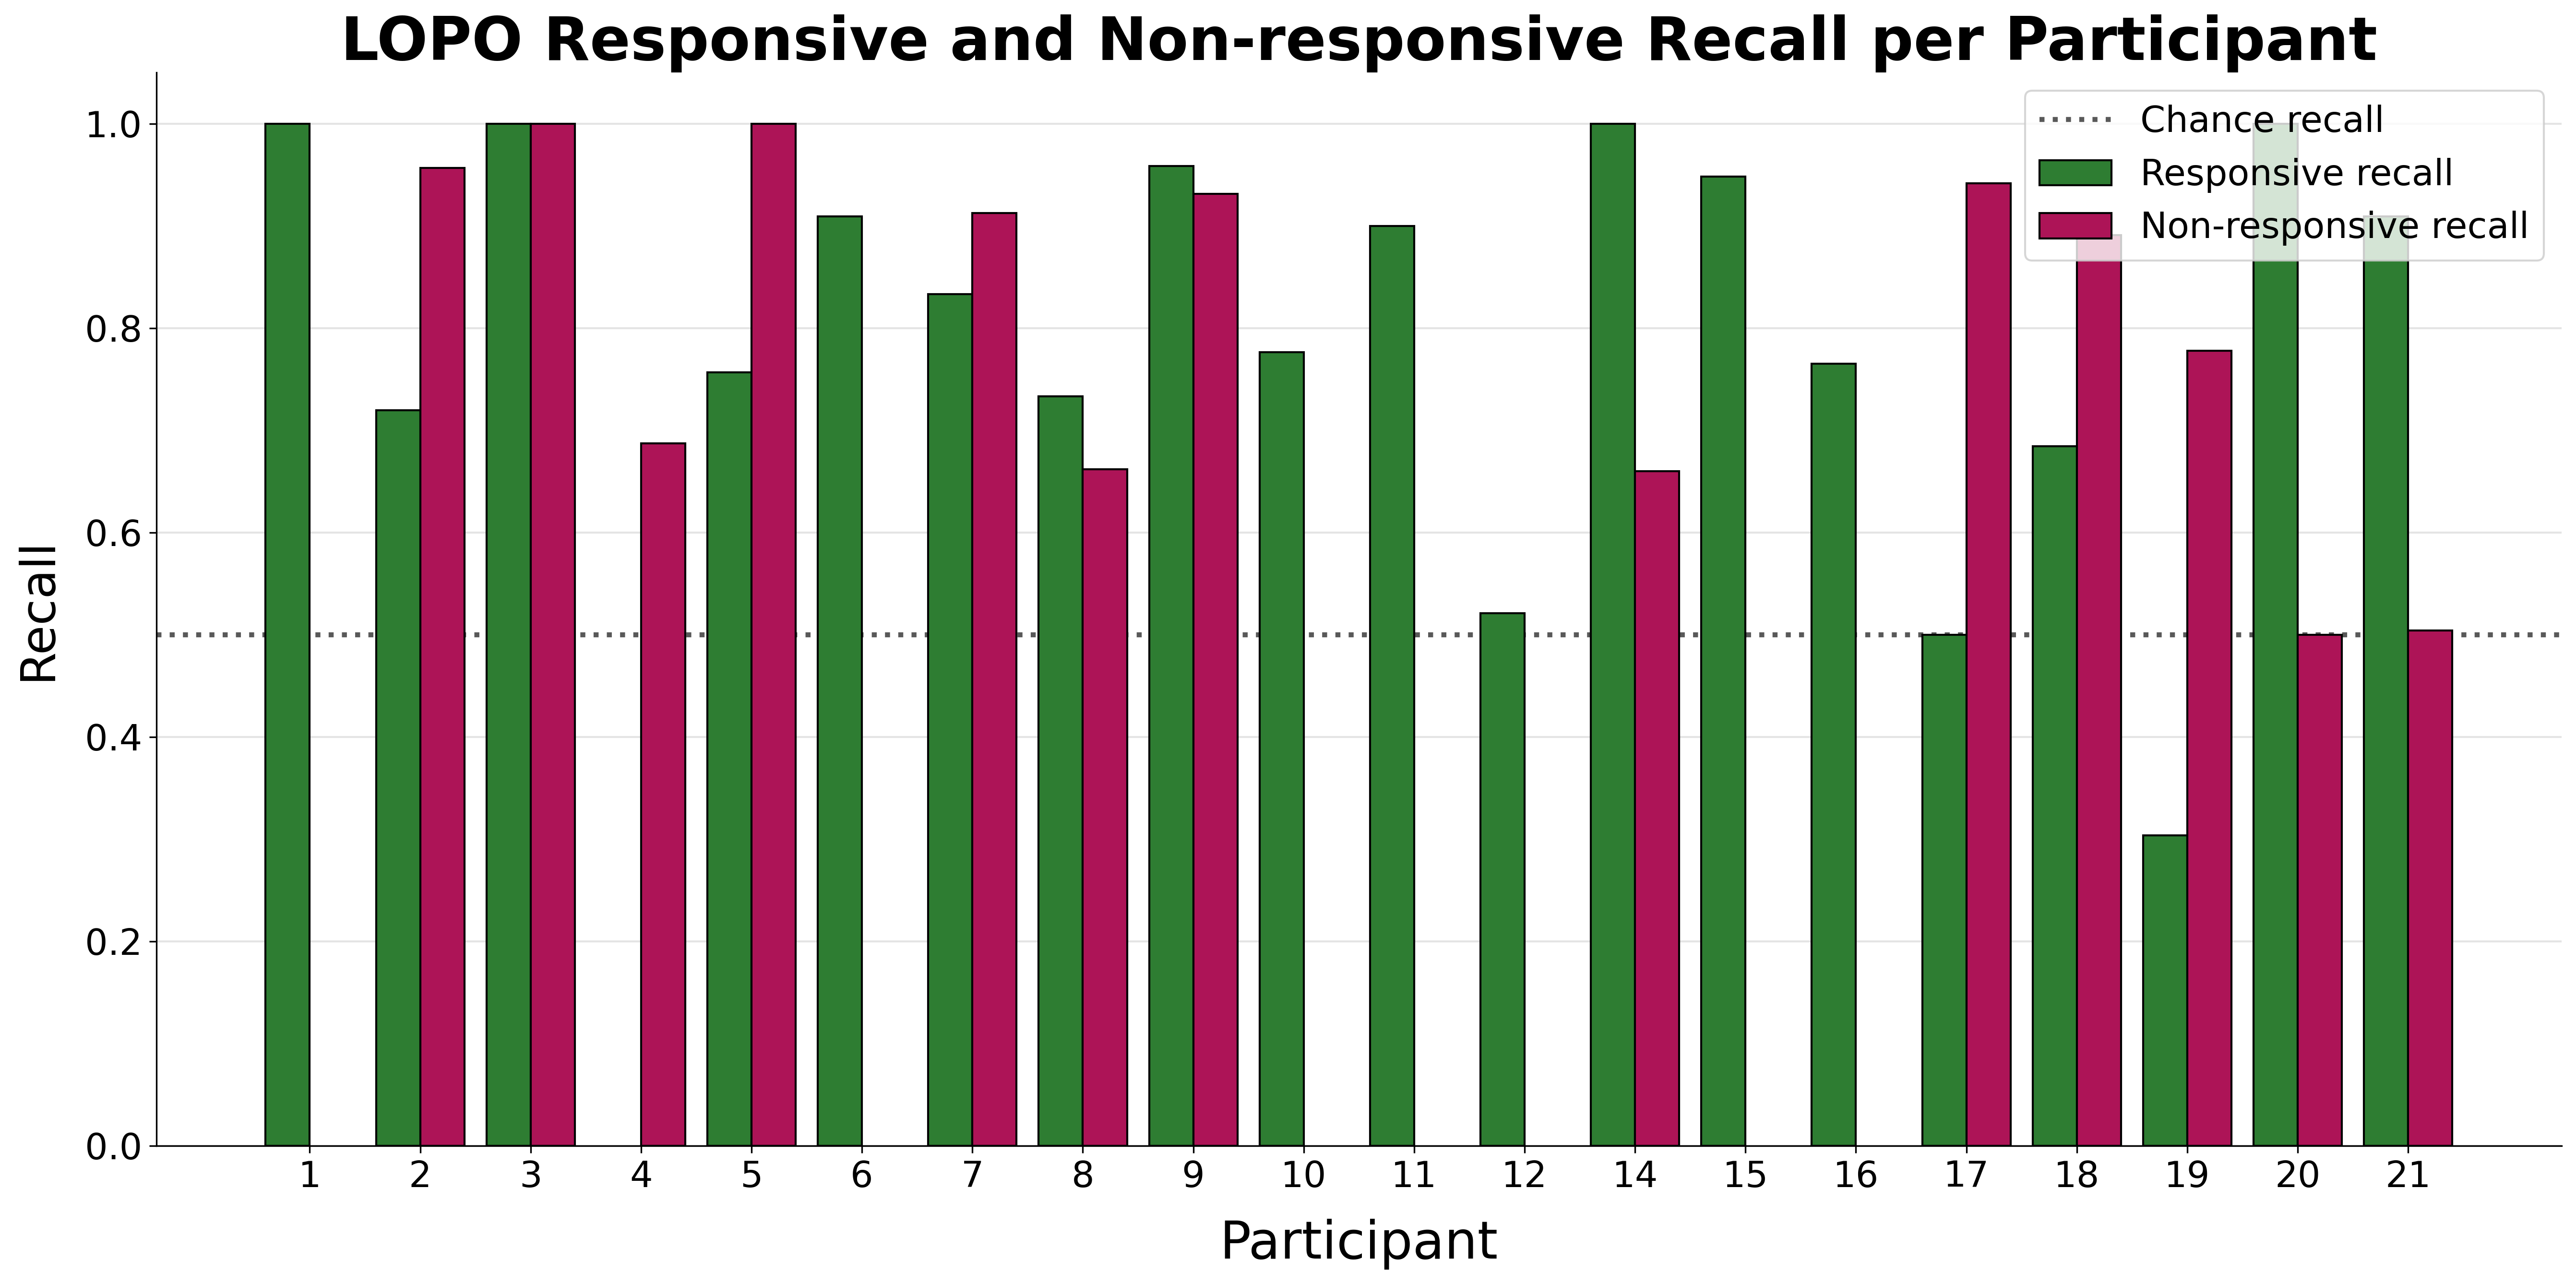 LOPO Responsive and Non-responsive Recall per Participant
Chance recall
Responsive recall
Non-responsive recall
1.0
0.8
0.6
0.4
0.2
0.0
Recall
1 2 3 4 5 6 7 8 9 10 11 12 14 15 16 17 18 19 20 21
Participant